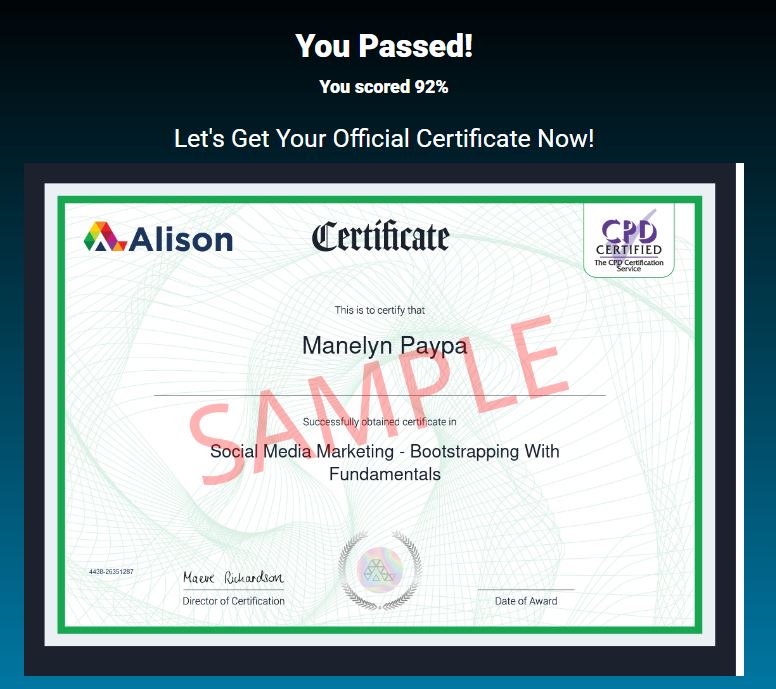 You Passed!
You scored 92%
Let's Get Your Official Certificate Now!
Alison
Certificate
CPD
CERTIFIED
The CPD Certification
Service
This is to certify that
Manelyn Paypa
SAMPLE
Successfully obtained certificate in
Social Media Marketing - Bootstrapping With
Fundamentals
4438-26351287
Maeve Richardson
Director of Certification
Date of Award